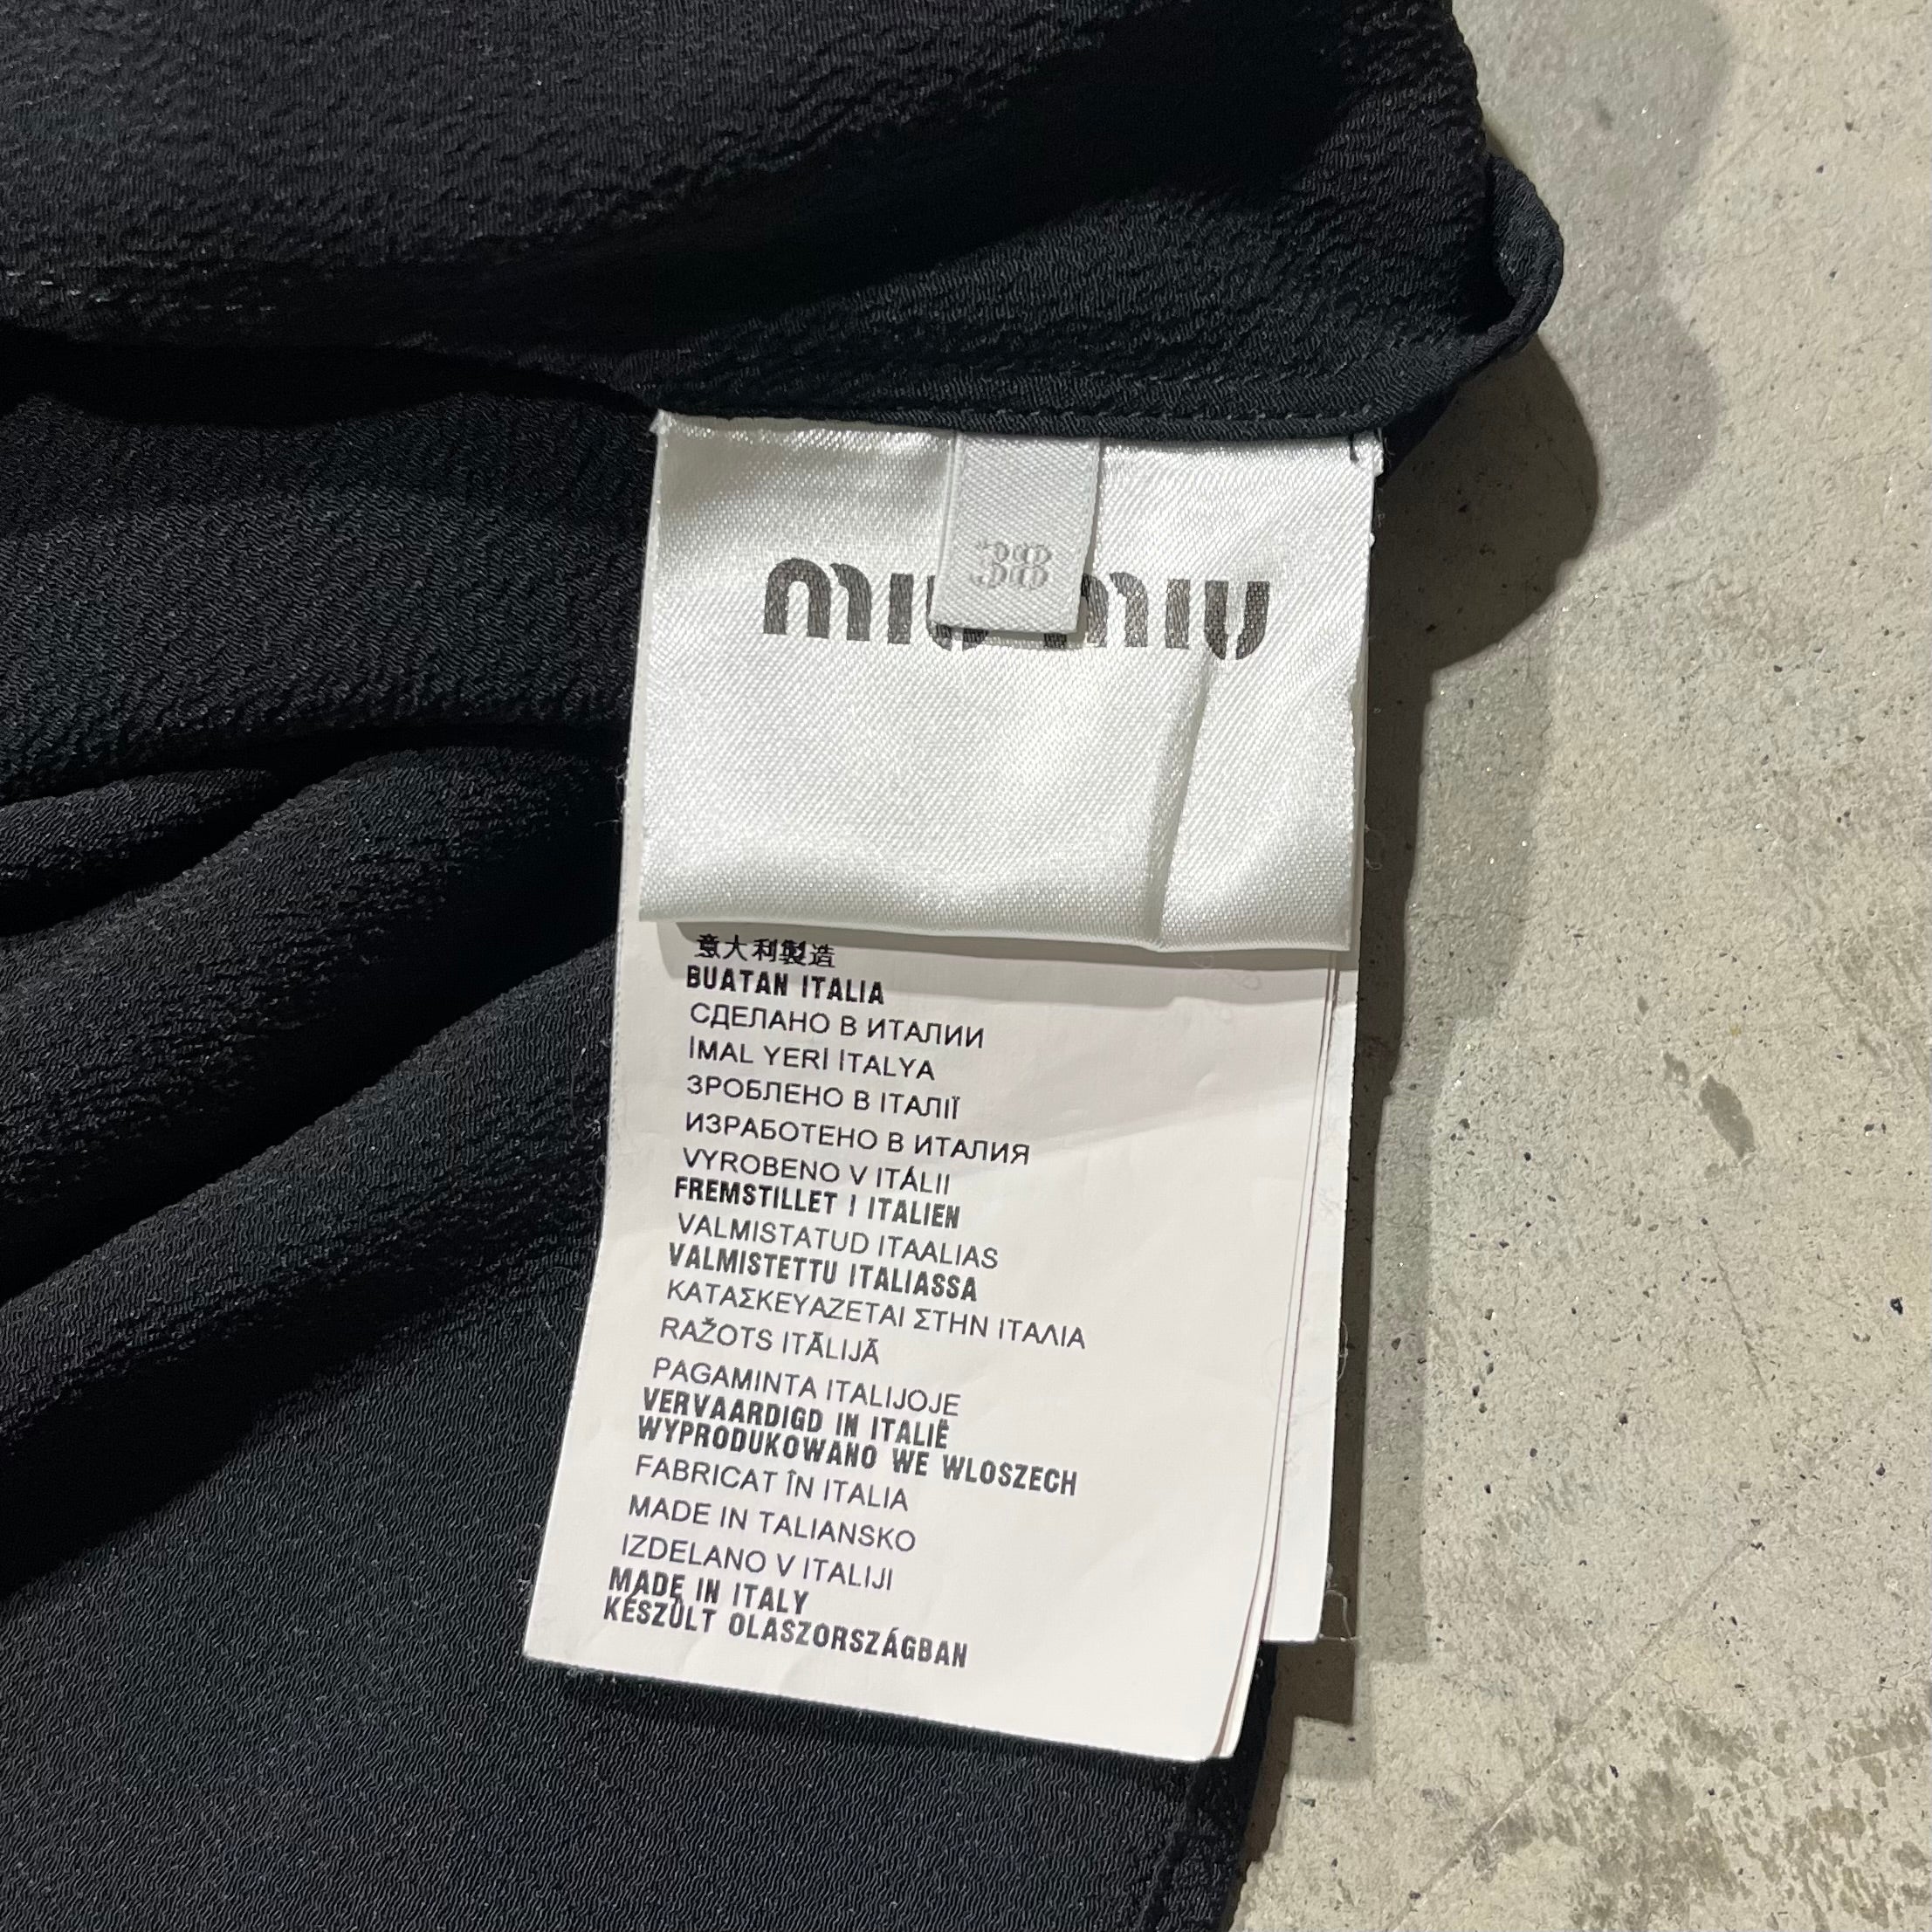 38
miu miu
意大利製造
BUATAN ITALIA
СДЕЛАНО В ИТАЛИИ
İMAL YERİ İTALYA
ЗРОБЛЕНО В ІТАЛІЇ
ИЗРАБОТЕНО В ИТАЛИЯ
VYROBENO V ITÁLII
FREMSTILLET I ITALIEN
VALMISTATUD ITAALIAS
VALMISTETTU ITALIASSA
ΚΑΤΑΣΚΕΥΑΖΕΤΑΙ ΣΤΗΝ ΙΤΑΛΙΑ
RAŽOTS ITĀLIJĀ
PAGAMINTA ITALIJOJE
VERVAARDIGD IN ITALIË
WYPRODUKOWANO WE WLOSZECH
FABRICAT ÎN ITALIA
MADE IN TALIANSKO
IZDELANO V ITALIJI
MADE IN ITALY
KÉSZÜLT OLASZORSZÁGBAN